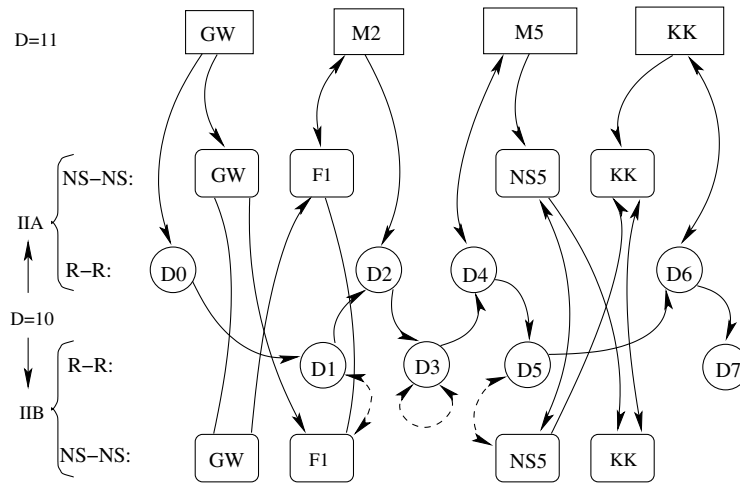 D=11 GW M2 M5 KK
NS–NS: GW F1 NS5 KK
IIA
R–R: D0 D2 D4 D6
D=10
R–R: D1 D3 D5 D7
IIB
NS–NS: GW F1 NS5 KK